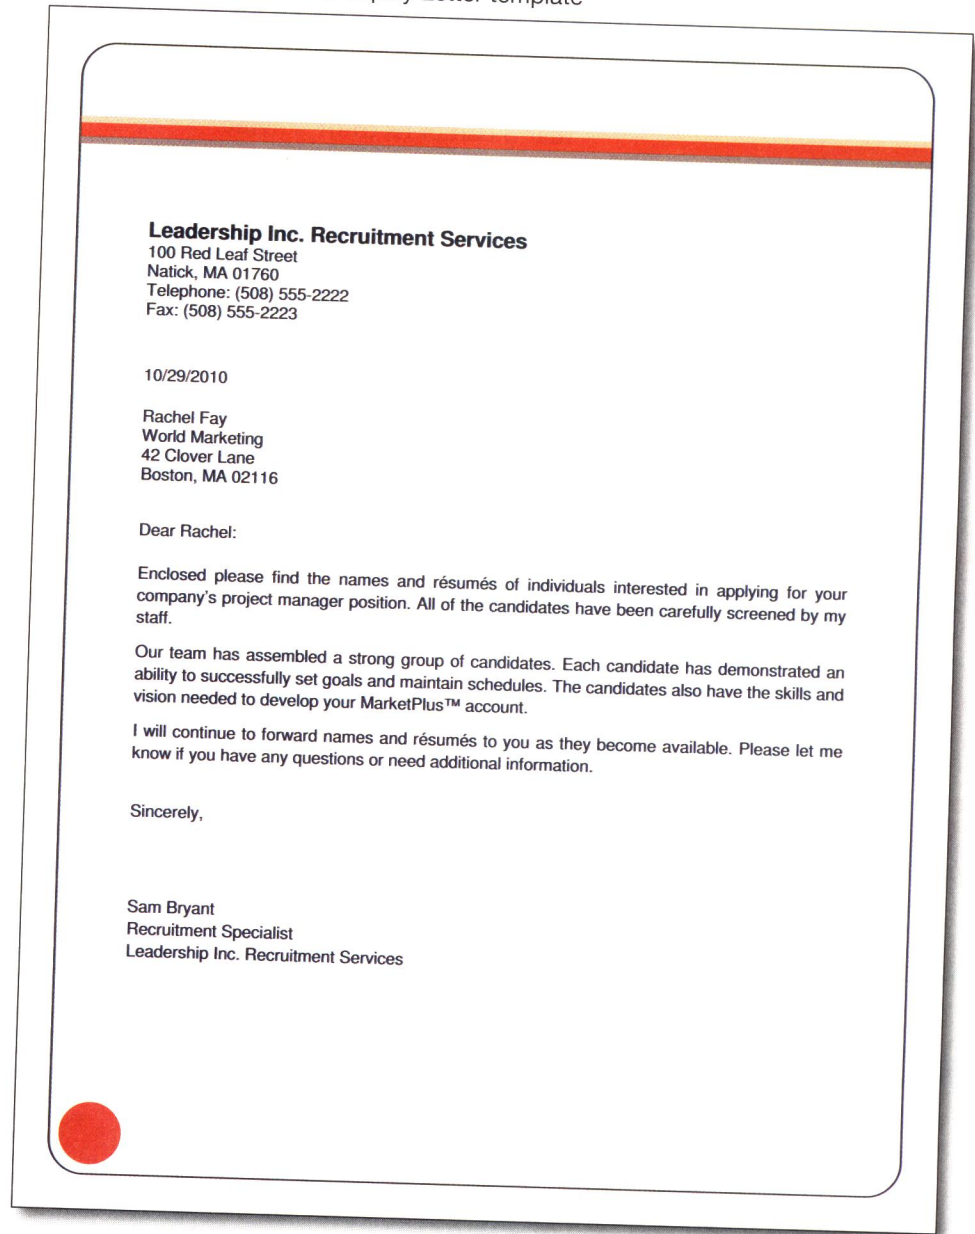 Letter template
Leadership Inc. Recruitment Services
100 Red Leaf Street
Natick, MA 01760
Telephone: (508) 555-2222
Fax: (508) 555-2223
10/29/2010
Rachel Fay
World Marketing
42 Clover Lane
Boston, MA 02116
Dear Rachel:
Enclosed please find the names and résumés of individuals interested in applying for your
company's project manager position. All of the candidates have been carefully screened by my
staff.
Our team has assembled a strong group of candidates. Each candidate has demonstrated an
ability to successfully set goals and maintain schedules. The candidates also have the skills and
vision needed to develop your MarketPlus™ account.
I will continue to forward names and résumés to you as they become available. Please let me
know if you have any questions or need additional information.
Sincerely,
Sam Bryant
Recruitment Specialist
Leadership Inc. Recruitment Services